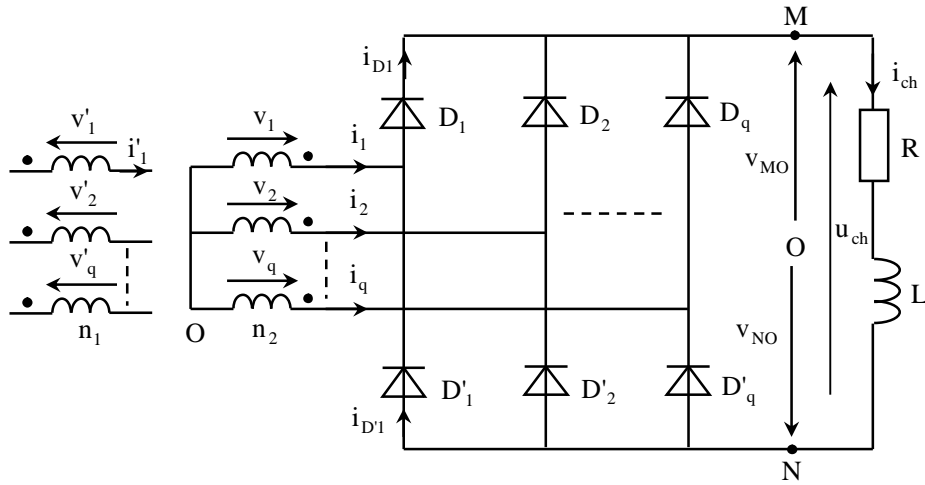 M
i_D1
i_ch
v'_1
i'_1
v_1
i_1
D_1
D_2
D_q
R
v_MO
v'_2
v_2
i_2
u_ch
O
v'_q
v_q
i_q
L
n_1
O
n_2
v_NO
D'_1
D'_2
D'_q
i_D'1
N